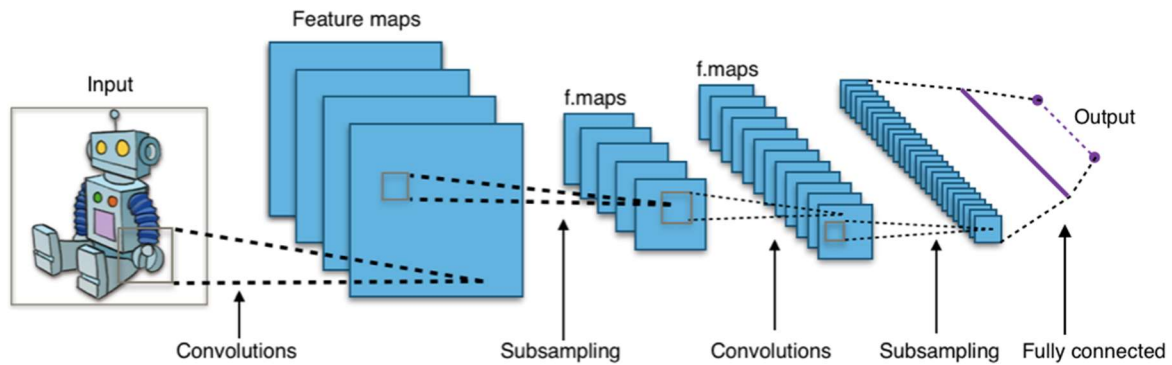 Feature maps
Input
f.maps
f.maps
Output
Convolutions
Subsampling
Convolutions
Subsampling
Fully connected